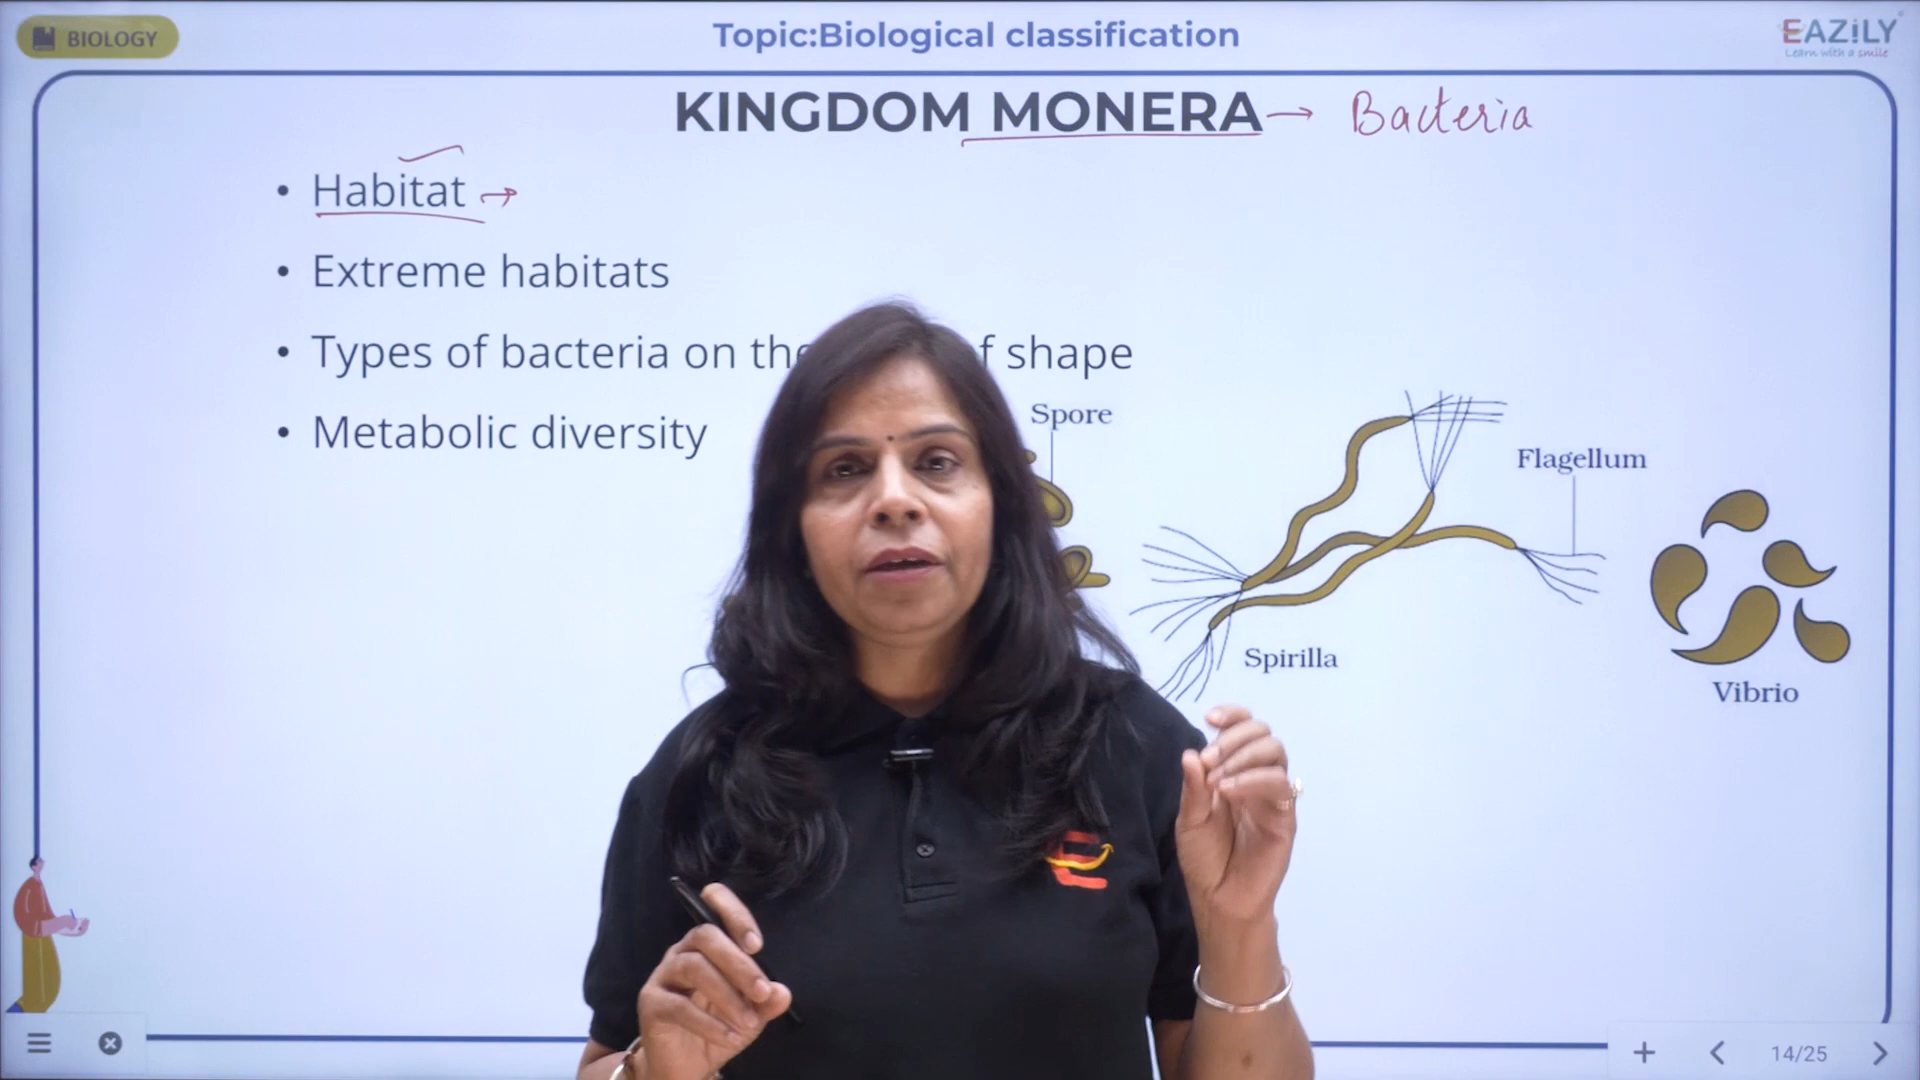 BIOLOGY
Topic:Biological classification
EAZiLY
Learn with a smile
KINGDOM MONERA → Bacteria
• Habitat →
• Extreme habitats
• Types of bacteria on the f shape
• Metabolic diversity
Spore
Flagellum
Spirilla
Vibrio
14/25